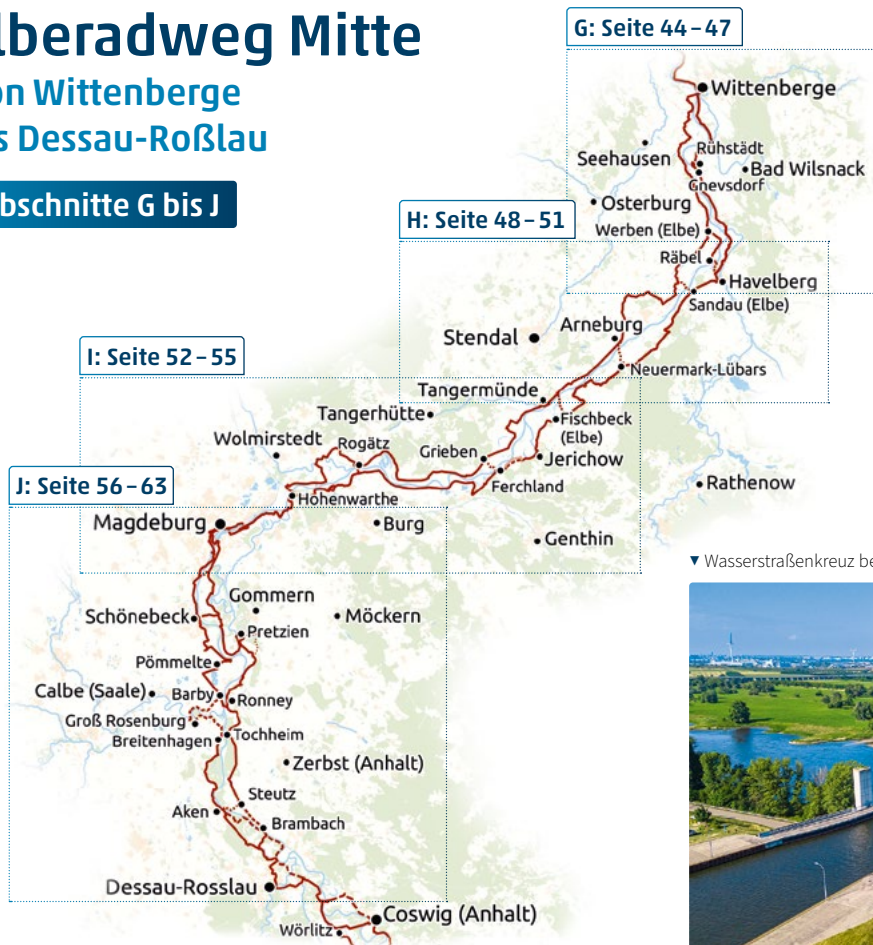 lberadweg Mitte
on Wittenberge
s Dessau-Roßlau
bschnitte G bis J
G: Seite 44–47
Wittenberge
Rühstädt
Seehausen
Bad Wilsnack
Gnevsdorf
Osterburg
H: Seite 48–51
Werben (Elbe)
Räbel
Havelberg
Sandau (Elbe)
Arneburg
Stendal
I: Seite 52–55
Neuermark-Lübars
Tangermünde
Tangerhütte
Fischbeck
(Elbe)
Wolmirstedt
Rogätz
Grieben
Jerichow
J: Seite 56–63
Ferchland
Rathenow
Hohenwarthe
Magdeburg
Burg
Genthin
▼ Wasserstraßenkreuz be
Gommern
Schönebeck
Möckern
Pretzien
Pömmelte
Calbe (Saale)
Barby
Ronney
Groß Rosenburg
Breitenhagen
Tochheim
Zerbst (Anhalt)
Steutz
Aken
Brambach
Dessau-Rosslau
Coswig (Anhalt)
Wörlitz